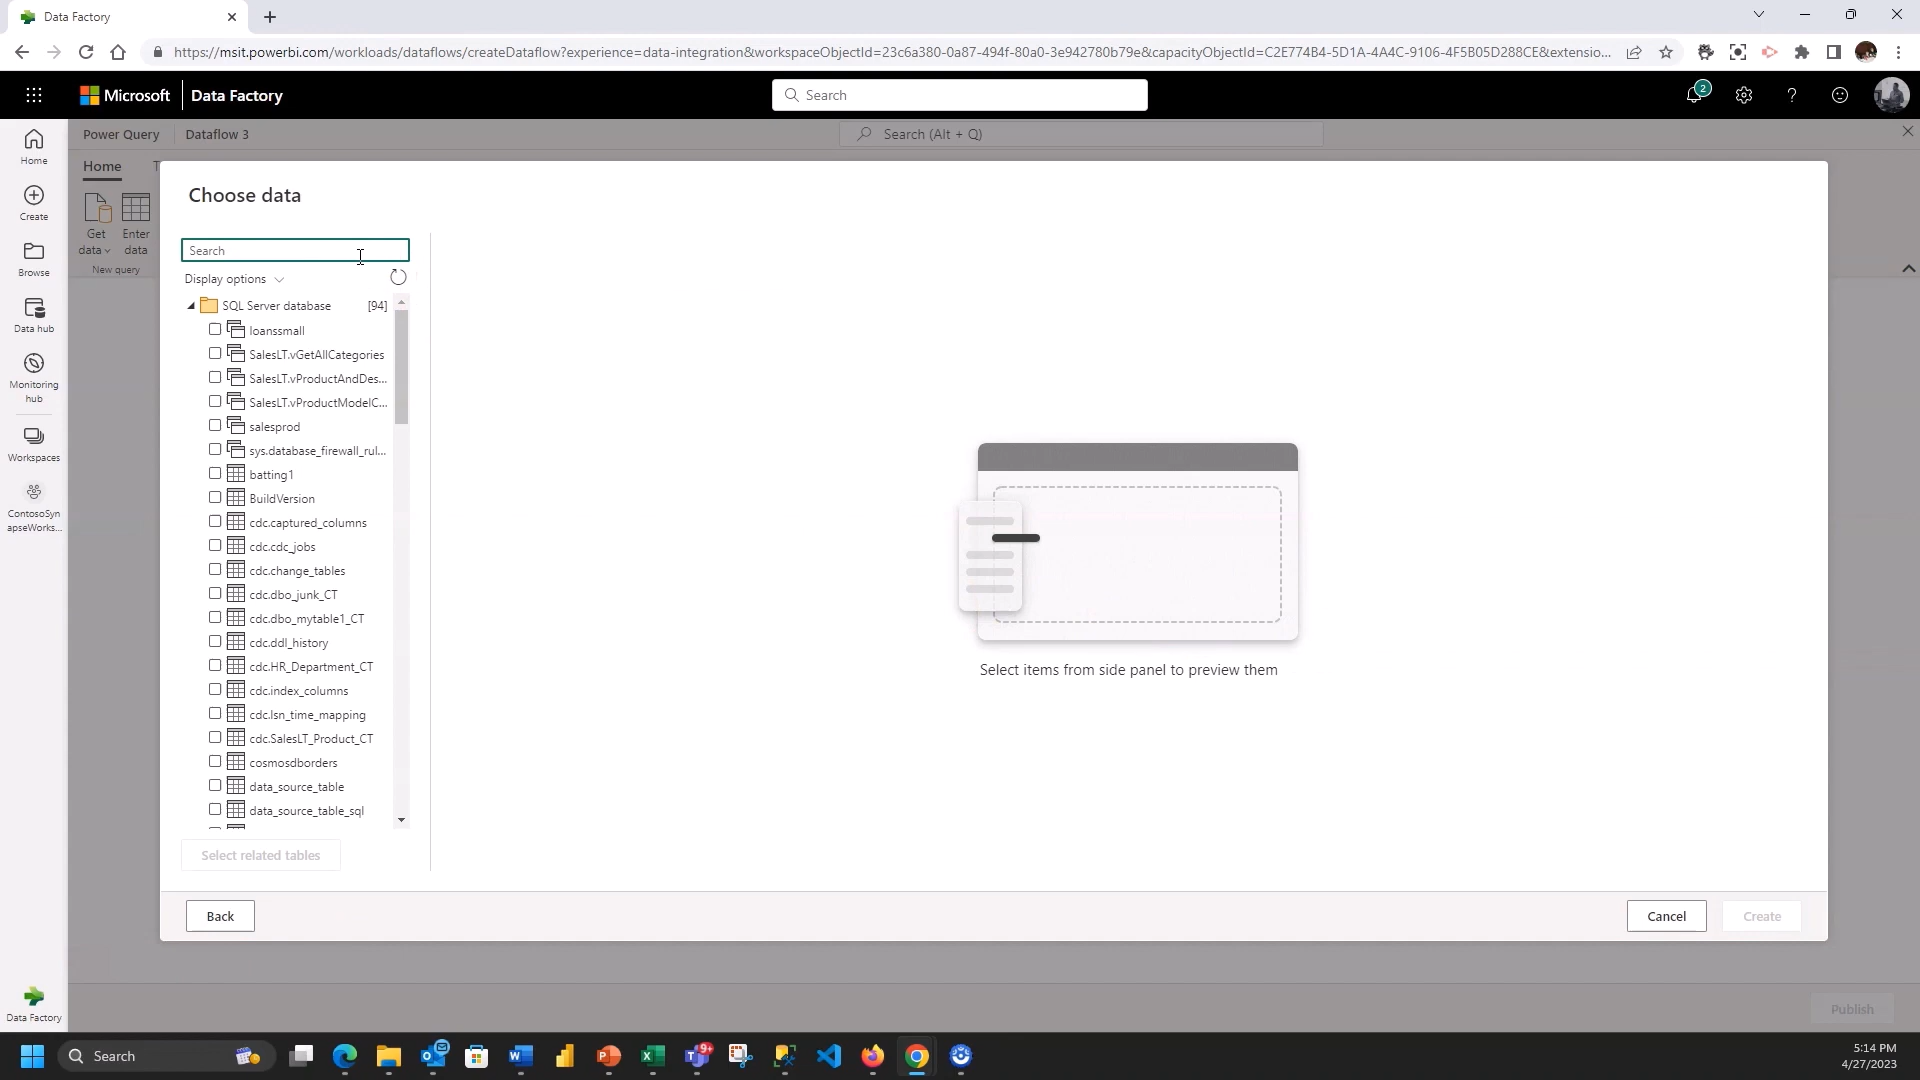 Data Factory
https://msit.powerbi.com/workloads/dataflows/createDataflow?experience=data-integration&workspaceObjectId=23c6a380-0a87-494f-80a0-3e942780b79e&capacityObjectId=C2E774B4-5D1A-4A4C-9106-4F5B05D288CE&extensio...
Microsoft
Data Factory
Search
2
Home
Create
Browse
Data hub
Monitoring
hub
Workspaces
ContosoSyn
apseWorks...
Data Factory
Power Query
Dataflow 3
Search (Alt + Q)
Home
T
Get
data
Enter
data
New query
Choose data
Search
Display options
SQL Server database [94]
loanssmall
SalesLT.vGetAllCategories
SalesLT.vProductAndDes...
SalesLT.vProductModelC...
salesprod
sys.database_firewall_rul...
batting1
BuildVersion
cdc.captured_columns
cdc.cdc_jobs
cdc.change_tables
cdc.dbo_junk_CT
cdc.dbo_mytable1_CT
cdc.ddl_history
cdc.HR_Department_CT
cdc.index_columns
cdc.lsn_time_mapping
cdc.SalesLT_Product_CT
cosmosdborders
data_source_table
data_source_table_sql
Select related tables
Select items from side panel to preview them
Back
Cancel
Create
Publish
Search
9+
5:14 PM
4/27/2023